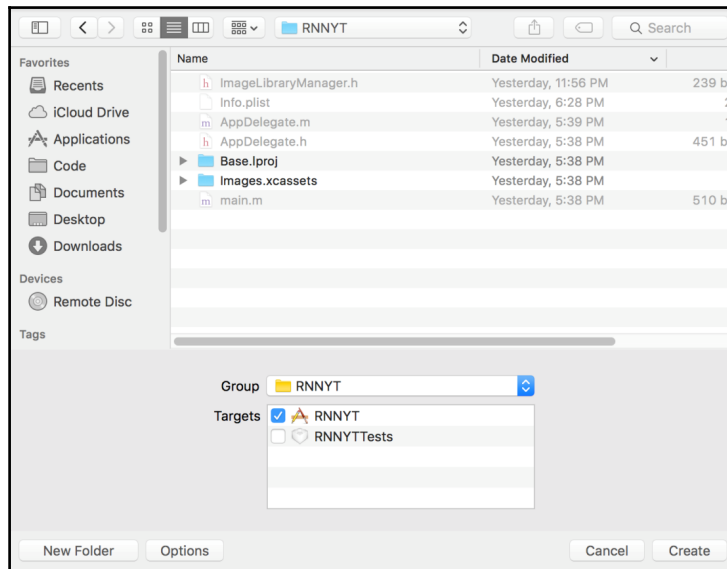 RNNYT
Search
Favorites
Recents
iCloud Drive
Applications
Code
Documents
Desktop
Downloads
Devices
Remote Disc
Tags
Name Date Modified
h ImageLibraryManager.h Yesterday, 11:56 PM 239 b
Info.plist Yesterday, 6:28 PM
m AppDelegate.m Yesterday, 5:39 PM
h AppDelegate.h Yesterday, 5:38 PM 451 b
Base.lproj Yesterday, 5:38 PM
Images.xcassets Yesterday, 5:38 PM
m main.m Yesterday, 5:38 PM 510 b
Group RNNYT
Targets RNNYT
RNNYTTests
New Folder Options Cancel Create